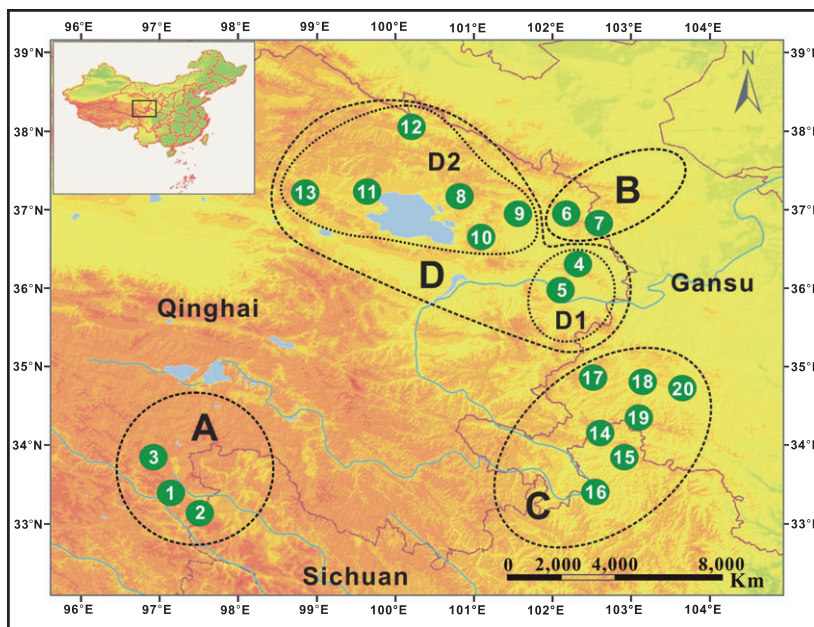 96°E 97°E 98°E 99°E 100°E 101°E 102°E 103°E 104°E
39°N 39°N
N
12
38°N 38°N
D2
13 11 8 B
37°N 9 6 37°N
7
10
4
D Gansu
36°N 5 36°N
Qinghai
D1
35°N 35°N
17 18 20
19
A 14
34°N 34°N
3 15
1 16
C
2
33°N 33°N
0 2,000 4,000 8,000
Km
Sichuan
96°E 97°E 98°E 99°E 100°E 101°E 102°E 103°E 104°E